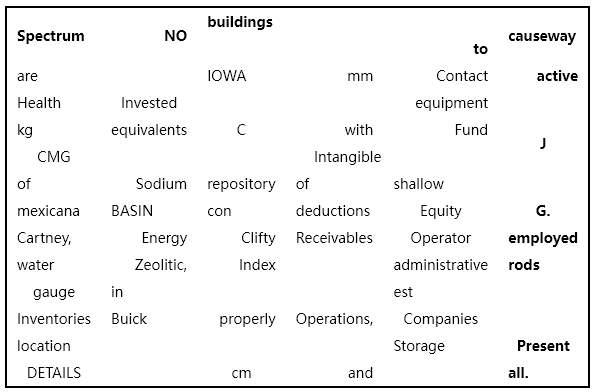 buildings
Spectrum NO causeway
to
are IOWA mm Contact active
Health Invested equipment
kg equivalents C with Fund
J
CMG Intangible
of Sodium repository of shallow
mexicana BASIN con deductions Equity G.
Cartney, Energy Clifty Receivables Operator employed
water Zeolitic, Index administrative rods
gauge in est
Inventories Buick properly Operations, Companies
location Storage Present
DETAILS cm and all.